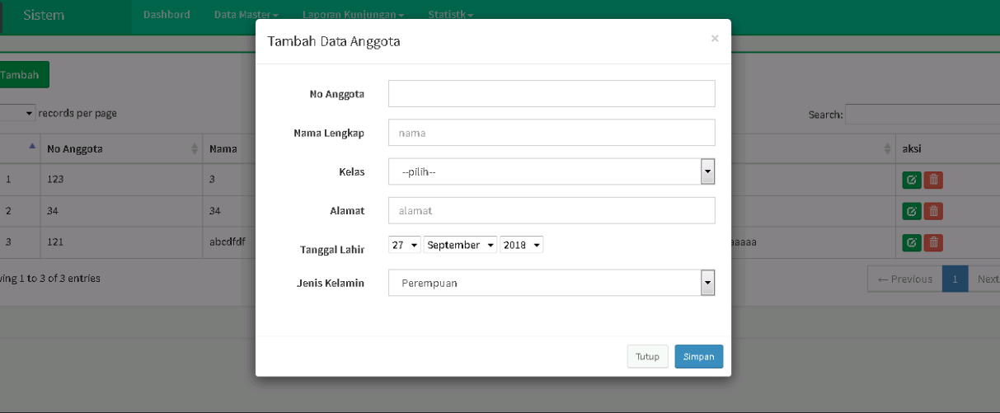 Sistem Dashbord Data Master Laporan Kunjungan Statistk
Tambah Data Anggota ×
Tambah
No Anggota
records per page
Search:
Nama Lengkap nama
No Anggota Nama aksi
Kelas --pilih--
1 123 3
2 34 34
Alamat alamat
3 121 abcdfdf aaaaa
Tanggal Lahir 27 September 2018
ving 1 to 3 of 3 entries
Jenis Kelamin Perempuan
← Previous 1 Next
Tutup Simpan